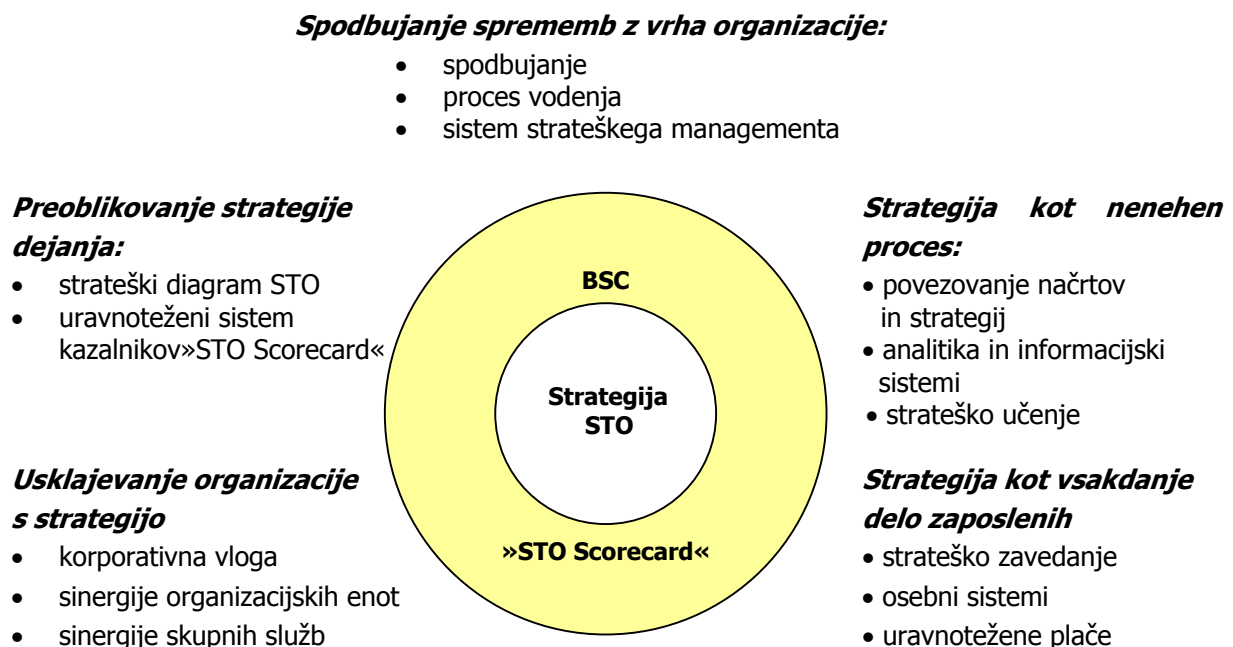 Spodbujanje sprememb z vrha organizacije:
• spodbujanje
• proces vodenja
• sistem strateškega managementa
Preoblikovanje strategije
dejanja:
• strateški diagram STO
• uravnoteženi sistem
kazalnikov»STO Scorecard«
Usklajevanje organizacije
s strategijo
• korporativna vloga
• sinergije organizacijskih enot
• sinergije skupnih služb
BSC
Strategija
STO
»STO Scorecard«
Strategija kot nenehen
proces:
• povezovanje načrtov
in strategij
• analitika in informacijski
sistemi
• strateško učenje
Strategija kot vsakdanje
delo zaposlenih
• strateško zavedanje
• osebni sistemi
• uravnotežene plače